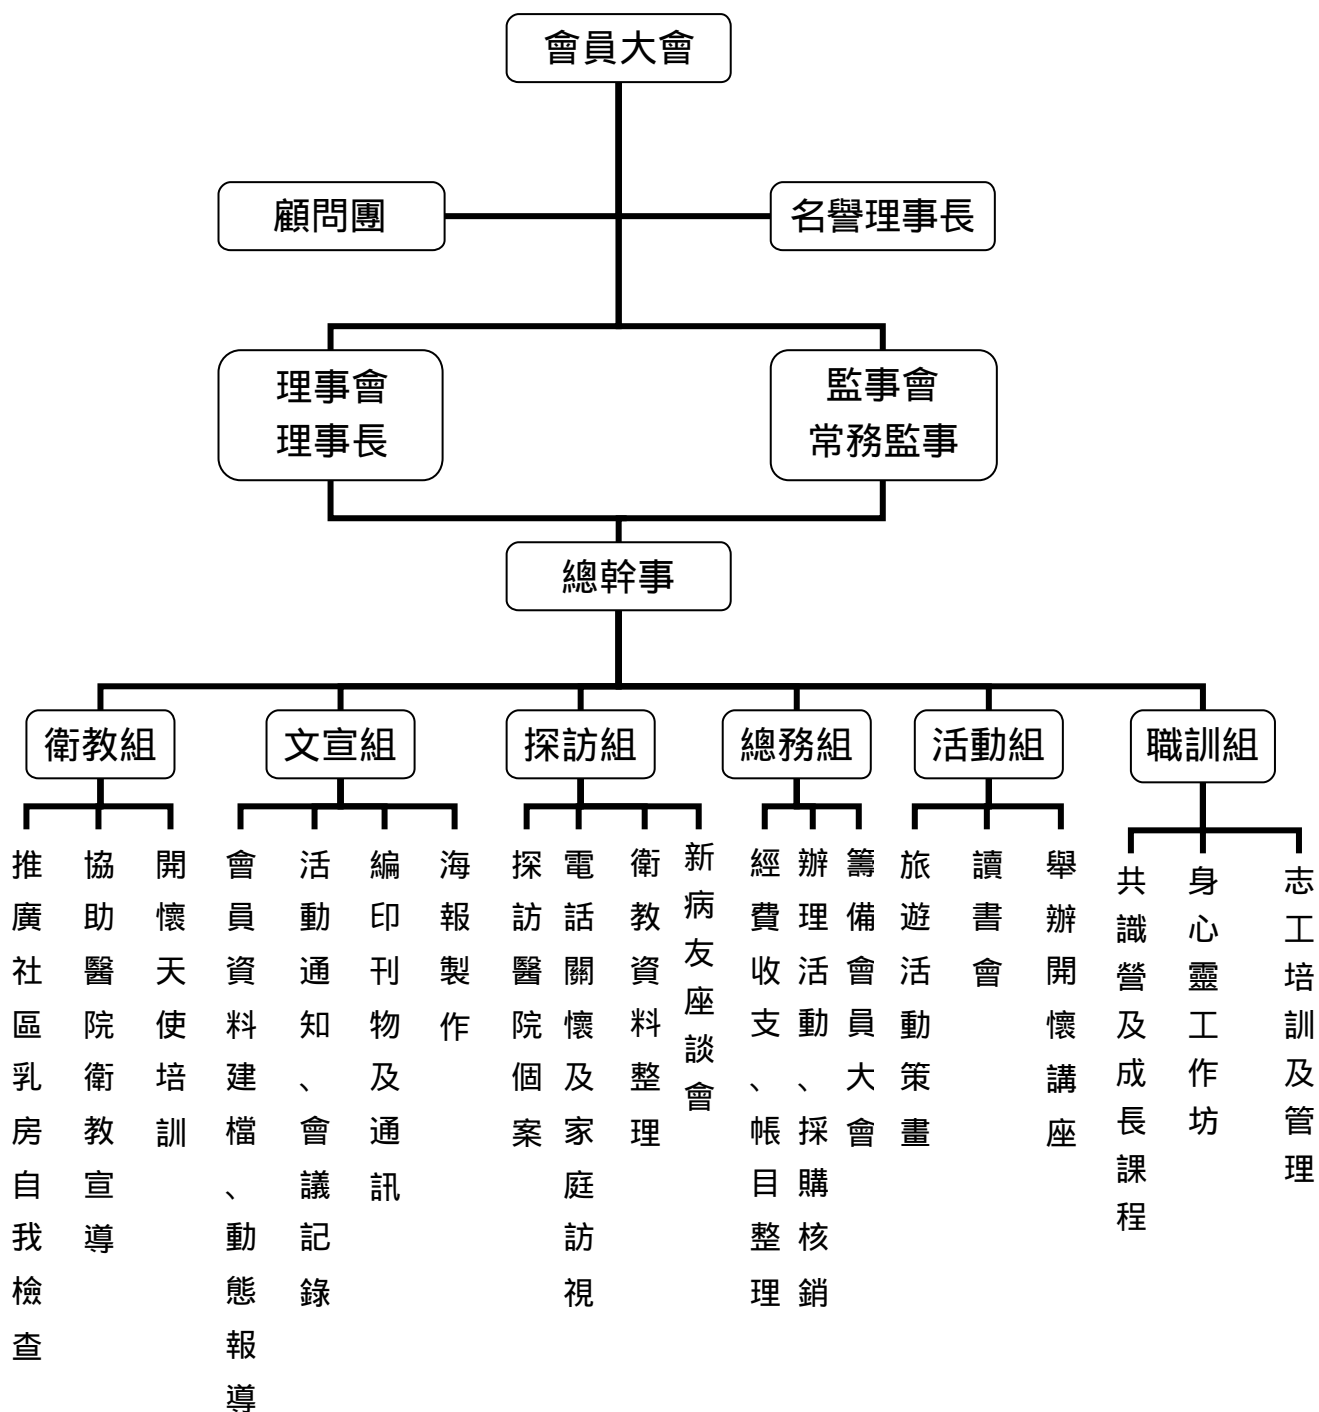 會員大會
顧問團
名譽理事長
理事會
理事長
監事會
常務監事
總幹事
衛教組
文宣組
探訪組
總務組
活動組
職訓組
推廣社區乳房自我檢查
協助醫院衛教宣導
開懷天使培訓
會員資料建檔、動態報導
活動通知、會議記錄
編印刊物及通訊
海報製作
探訪醫院個案
電話關懷及家庭訪視
衛教資料整理
新病友座談會
經費收支、帳目整理
辦理活動、採購核銷
籌備會員大會
旅遊活動策畫
讀書會
舉辦開懷講座
共識營及成長課程
身心靈工作坊
志工培訓及管理